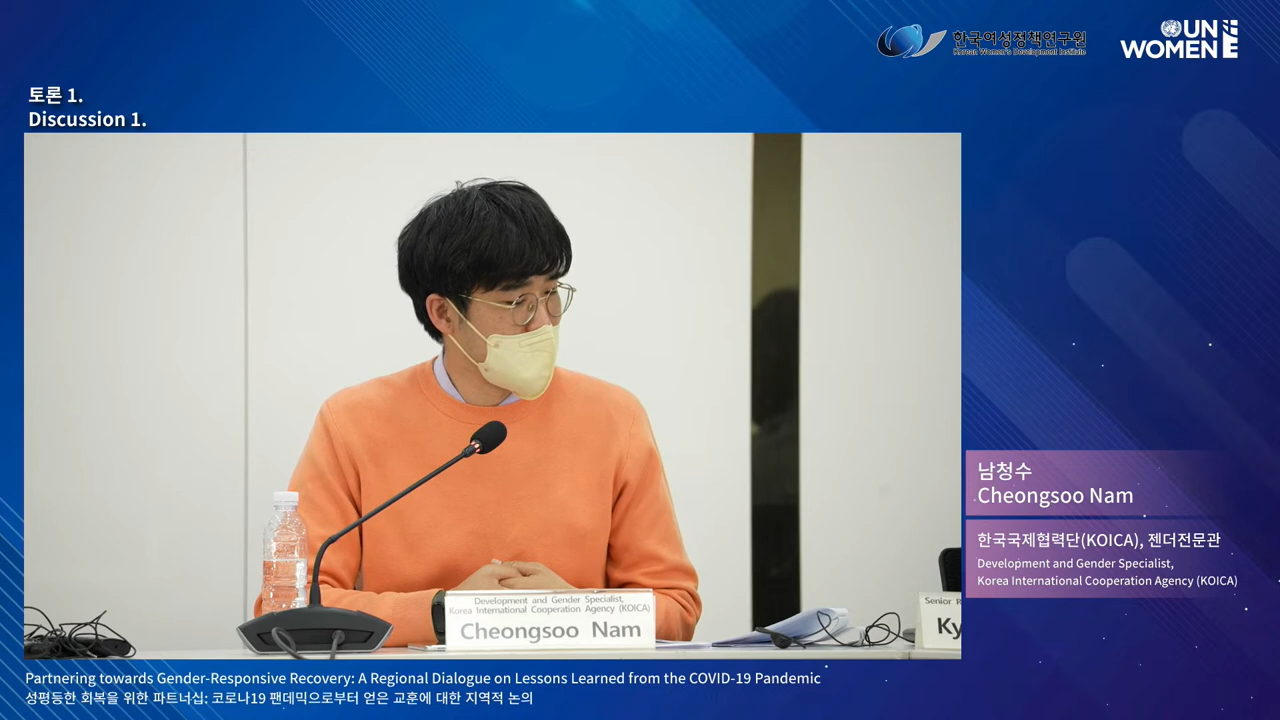 한국여성정책연구원
Korean Women's Development Institute
UN
WOMEN
토론 1.
Discussion 1.
Development and Gender Specialist,
Korea International Cooperation Agency (KOICA)
Cheongsoo Nam
Senior R
Ky
남청수
Cheongsoo Nam
한국국제협력단(KOICA), 젠더전문관
Development and Gender Specialist,
Korea International Cooperation Agency (KOICA)
Partnering towards Gender-Responsive Recovery: A Regional Dialogue on Lessons Learned from the COVID-19 Pandemic
성평등한 회복을 위한 파트너십: 코로나19 팬데믹으로부터 얻은 교훈에 대한 지역적 논의